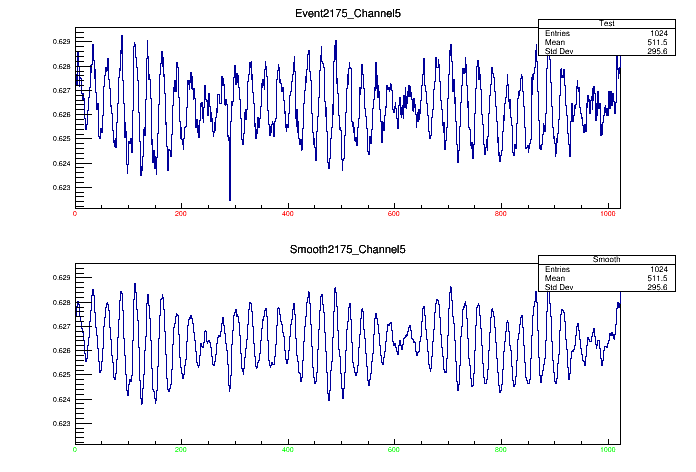 Event2175_Channel5
Test
Entries 1024
Mean 511.5
Std Dev 295.6
0.629
0.628
0.627
0.626
0.625
0.624
0.623
0 200 400 600 800 1000
Smooth2175_Channel5
Smooth
Entries 1024
Mean 511.5
Std Dev 295.6
0.629
0.628
0.627
0.626
0.625
0.624
0.623
0 200 400 600 800 1000